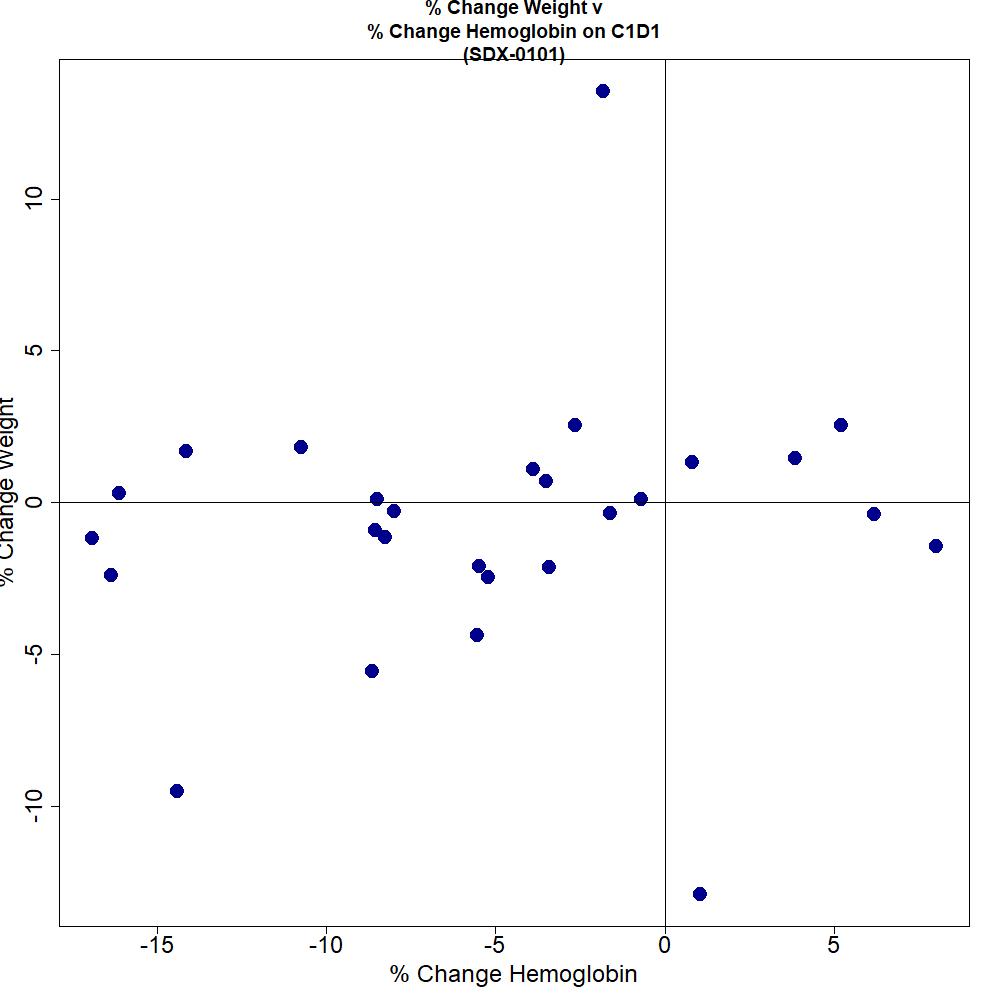 % Change Weight v
% Change Hemoglobin on C1D1
(SDX-0101)
10
5
0
-5
-10
% Change Weight
-15
-10
-5
0
5
% Change Hemoglobin